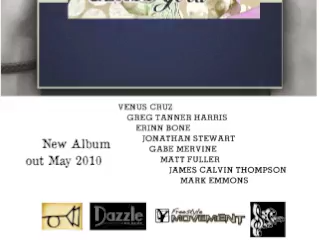 VENUS CRUZ
GREG TANNER HARRIS
ERINN BONE
JONATHAN STEWART
GABE MERVINE
MATT FULLER
JAMES CALVIN THOMPSON
MARK EMMONS
New Album
out May 2010
Dazzle
Freestyle
MOVEMENT